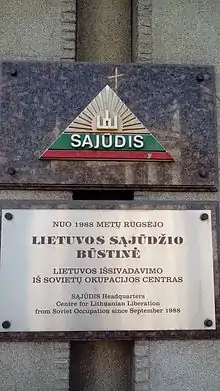 SĄJŪDIS
NUO 1988 METŲ RUGSĖJO
LIETUVOS SĄJŪDŽIO
BŪSTINĖ
LIETUVOS IŠSIVADAVIMO
IŠ SOVIETŲ OKUPACIJOS CENTRAS
SĄJŪDIS Headquarters
Centre for Lithuanian Liberation
from Soviet Occupation since September 1988